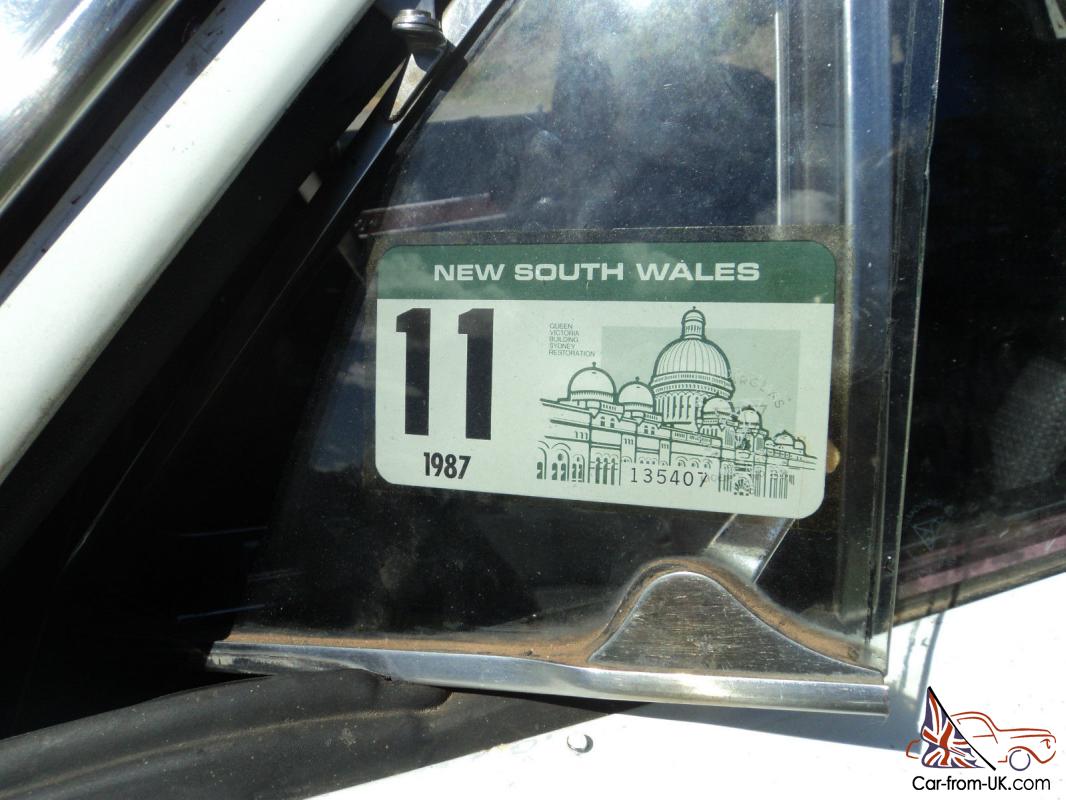 NEW SOUTH WALES
11
1987
QUEEN
VICTORIA
BUILDING
SYDNEY
RESTORATION
135407
Car-from-UK.com